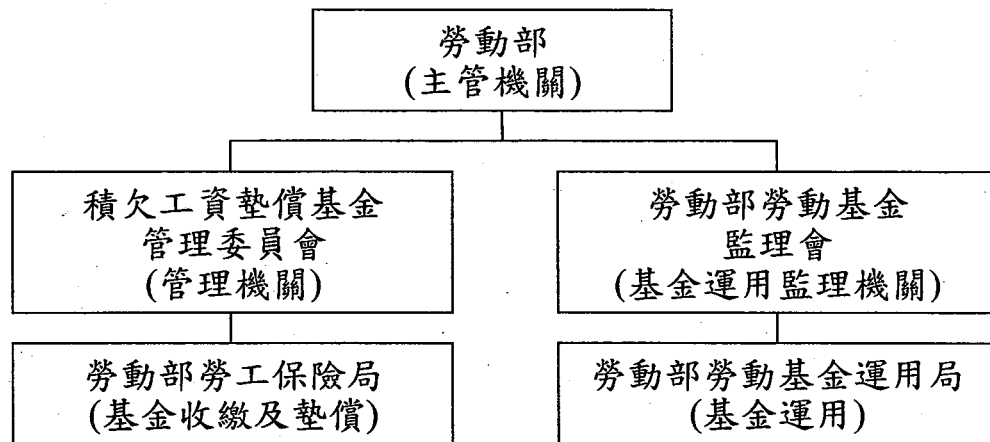 勞動部
(主管機關)
積欠工資墊償基金
管理委員會
(管理機關)
勞動部勞動基金
監理會
(基金運用監理機關)
勞動部勞工保險局
(基金收繳及墊償)
勞動部勞動基金運用局
(基金運用)